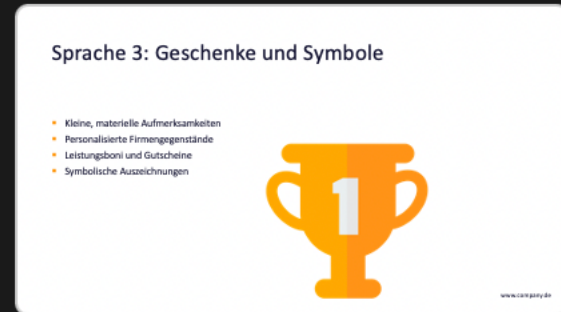 Sprache 3: Geschenke und Symbole
Kleine, materielle Aufmerksamkeiten
Personalisierte Firmengegenstände
Leistungsboni und Gutscheine
Symbolische Auszeichnungen
1
www.company.de